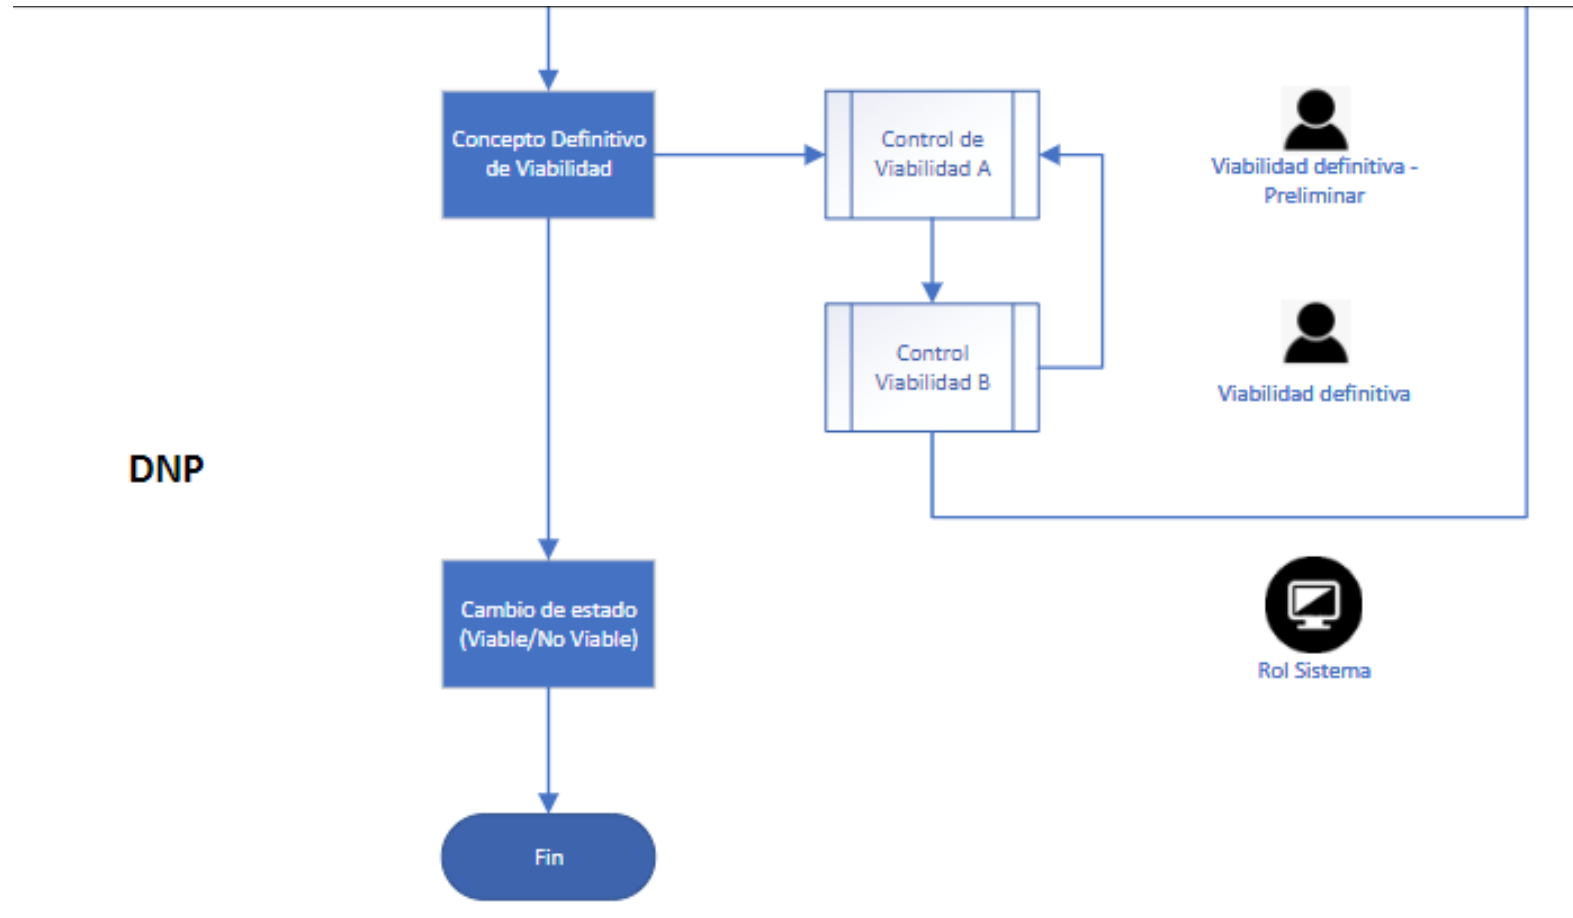 Concepto Definitivo
de Viabilidad
Control de
Viabilidad A
Viabilidad definitiva -
Preliminar
Control
Viabilidad B
Viabilidad definitiva
DNP
Cambio de estado
(Viable/No Viable)
Rol Sistema
Fin